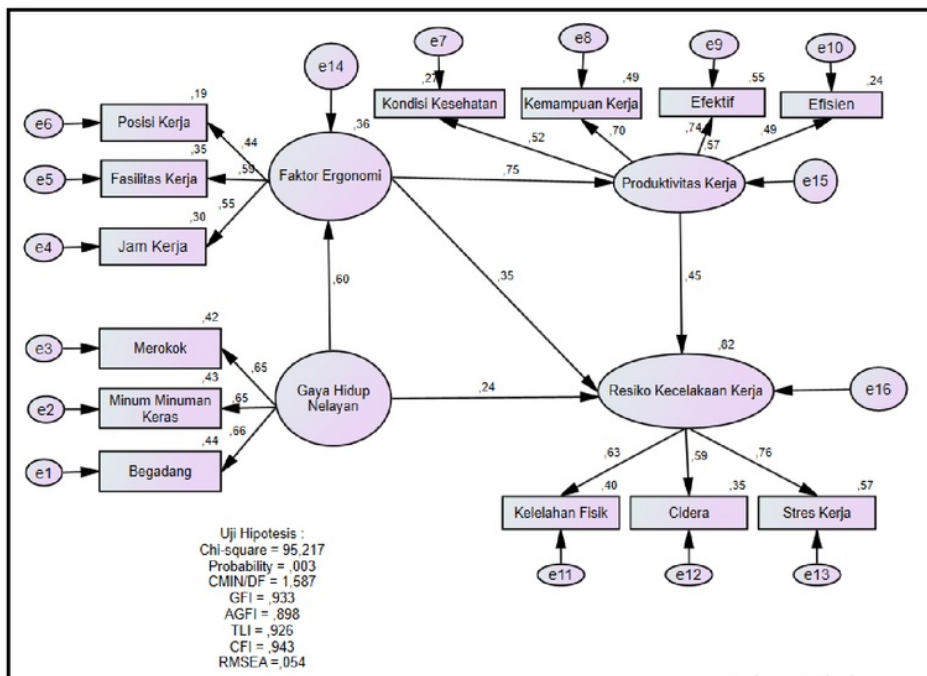 e7
e8
e9
e10
e14
,27
,49
,55
,24
Kondisi Kesehatan
Kemampuan Kerja
Efektif
Efisien
,19
e6
Posisi Kerja
,36
,44
,52
,70
,74
,49
,57
,35
e5
Fasilitas Kerja
,59
Faktor Ergonomi
,75
Produktivitas Kerja
e15
,55
,30
e4
Jam Kerja
,60
,35
,45
,42
e3
Merokok
,65
,82
,43
e2
Minum Minuman
Keras
,65
Gaya Hidup
Nelayan
,24
Resiko Kecelakaan Kerja
e16
,66
,44
e1
Begadang
,63
,59
,76
,40
,35
,57
Kelelahan Fisik
Cidera
Stres Kerja
e11
e12
e13
Uji Hipotesis :
Chi-square = 95,217
Probability = ,003
CMIN/DF = 1,587
GFI = ,933
AGFI = ,898
TLI = ,926
CFI = ,943
RMSEA =,054